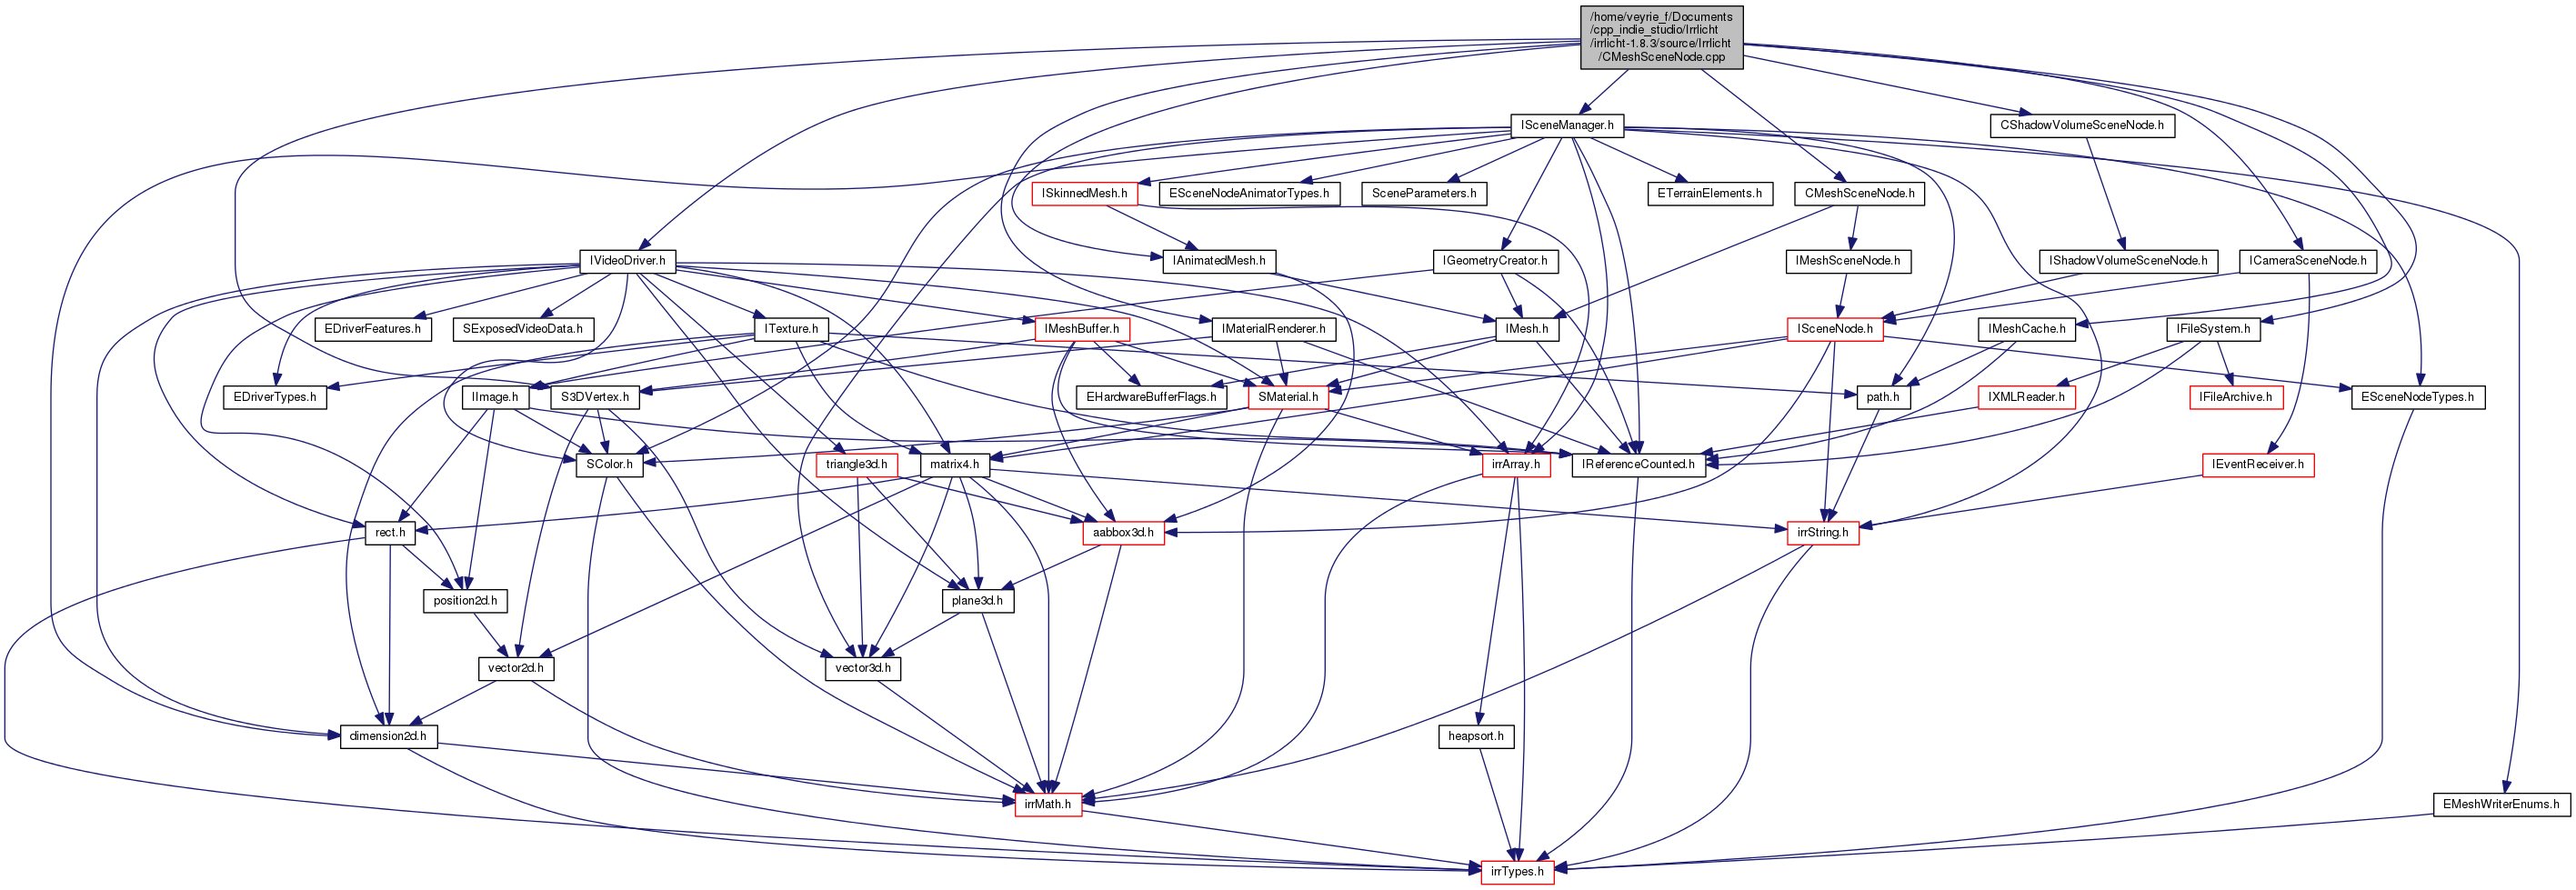 /home/veyrie_f/Documents
/cpp_indie_studio/Irrlicht
/irrlicht-1.8.3/source/Irrlicht
/CMeshSceneNode.cpp
ISceneManager.h
CShadowVolumeSceneNode.h
ISkinnedMesh.h
ESceneNodeAnimatorTypes.h
SceneParameters.h
ETerrainElements.h
CMeshSceneNode.h
IVideoDriver.h
IAnimatedMesh.h
IGeometryCreator.h
IMeshSceneNode.h
IShadowVolumeSceneNode.h
ICameraSceneNode.h
EDriverFeatures.h
SExposedVideoData.h
ITexture.h
IMeshBuffer.h
IMaterialRenderer.h
IMesh.h
ISceneNode.h
IMeshCache.h
IFileSystem.h
EDriverTypes.h
IImage.h
S3DVertex.h
EHardwareBufferFlags.h
SMaterial.h
path.h
IXMLReader.h
IFileArchive.h
ESceneNodeTypes.h
SColor.h
triangle3d.h
matrix4.h
irrArray.h
IReferenceCounted.h
IEventReceiver.h
rect.h
aabbox3d.h
irrString.h
position2d.h
plane3d.h
vector2d.h
vector3d.h
dimension2d.h
heapsort.h
irrMath.h
EMeshWriterEnums.h
irrTypes.h